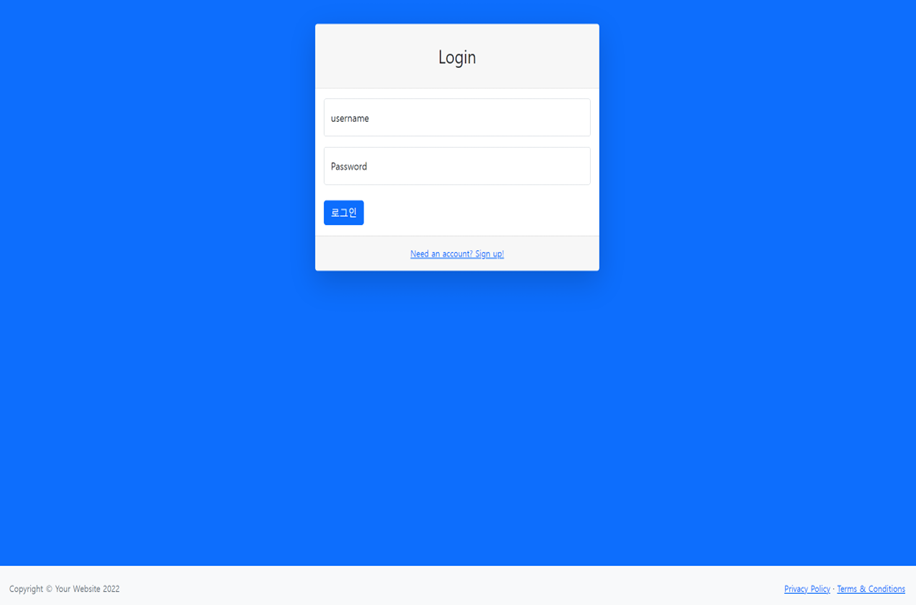 Login
username
Password
로그인
Need an account? Sign up!
Copyright © Your Website 2022
Privacy Policy · Terms & Conditions